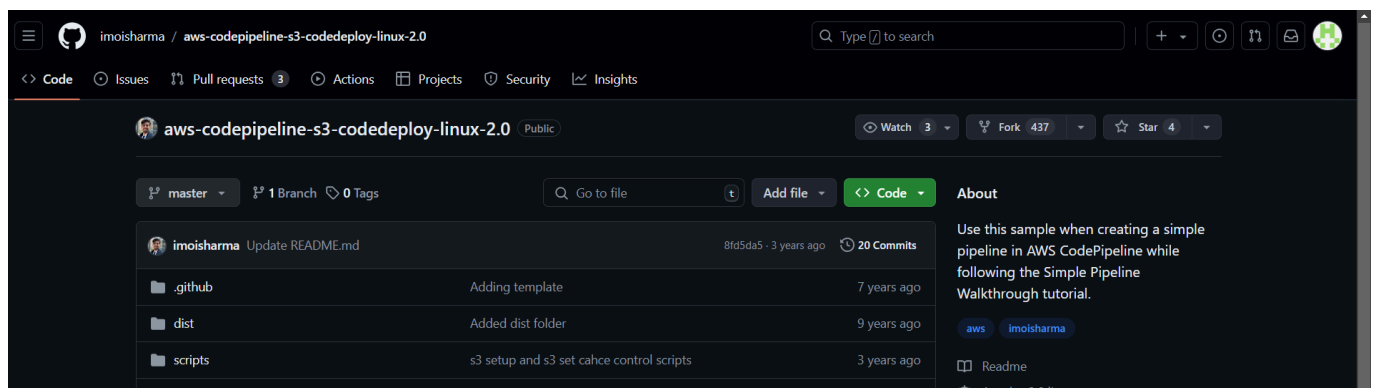 imoisharma / aws-codepipeline-s3-codedeploy-linux-2.0
Type / to search
Code Issues Pull requests 3 Actions Projects Security Insights
aws-codepipeline-s3-codedeploy-linux-2.0 Public
Watch 3 Fork 437 Star 4
master 1 Branch 0 Tags Go to file t Add file Code
About
imoisharma Update README.md 8fd5da5 · 3 years ago 20 Commits
.github Adding template 7 years ago
dist Added dist folder 9 years ago
scripts s3 setup and s3 set cahce control scripts 3 years ago
Use this sample when creating a simple
pipeline in AWS CodePipeline while
following the Simple Pipeline
Walkthrough tutorial.
aws imoisharma
Readme